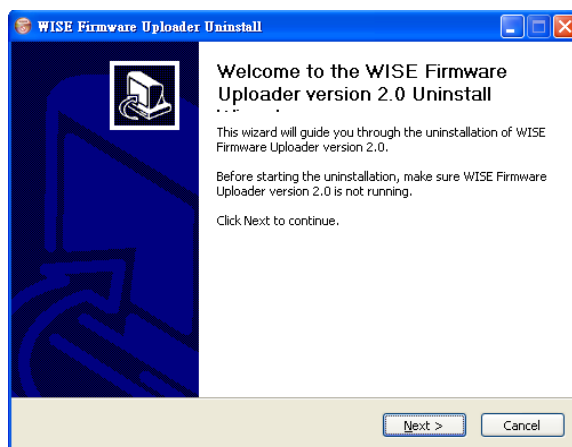 WISE Firmware Uploader Uninstall
Welcome to the WISE Firmware
Uploader version 2.0 Uninstall
This wizard will guide you through the uninstallation of WISE
Firmware Uploader version 2.0.
Before starting the uninstallation, make sure WISE Firmware
Uploader version 2.0 is not running.
Click Next to continue.
Next >
Cancel